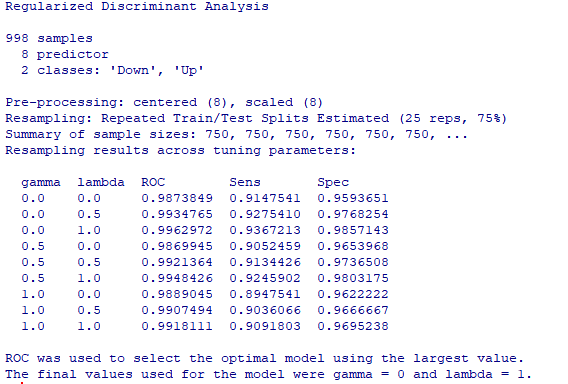 Regularized Discriminant Analysis
998 samples
8 predictor
2 classes: 'Down', 'Up'
Pre-processing: centered (8), scaled (8)
Resampling: Repeated Train/Test Splits Estimated (25 reps, 75%)
Summary of sample sizes: 750, 750, 750, 750, 750, 750, ...
Resampling results across tuning parameters:
gamma lambda ROC Sens Spec
0.0 0.0 0.9873849 0.9147541 0.9593651
0.0 0.5 0.9934765 0.9275410 0.9768254
0.0 1.0 0.9962972 0.9367213 0.9857143
0.5 0.0 0.9869945 0.9052459 0.9653968
0.5 0.5 0.9921364 0.9134426 0.9736508
0.5 1.0 0.9948426 0.9245902 0.9803175
1.0 0.0 0.9889045 0.8947541 0.9622222
1.0 0.5 0.9907494 0.9036066 0.9666667
1.0 1.0 0.9918111 0.9091803 0.9695238
ROC was used to select the optimal model using the largest value.
The final values used for the model were gamma = 0 and lambda = 1.